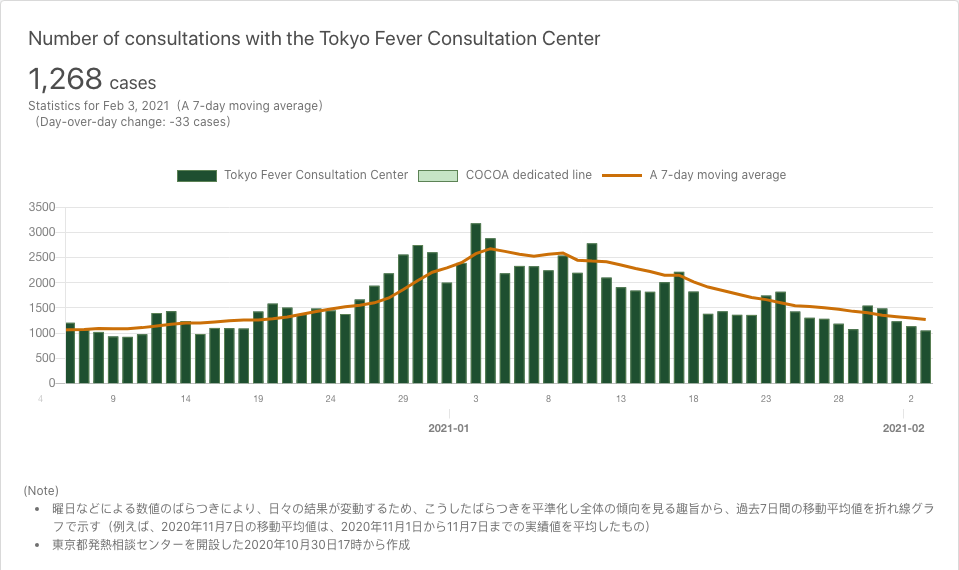 Number of consultations with the Tokyo Fever Consultation Center
1,268 cases
Statistics for Feb 3, 2021（A 7-day moving average）
（Day-over-day change: -33 cases）
Tokyo Fever Consultation Center COCOA dedicated line A 7-day moving average
3500
3000
2500
2000
1500
1000
500
0
4 9 14 19 24 29 3 8 13 18 23 28 2
2021-01 2021-02
(Note)
• 曜日などによる数値のばらつきにより、日々の結果が変動するため、こうしたばらつきを平準化し全体の傾向を見る趣旨から、過去7日間の移動平均値を折れ線グラ
フで示す（例えば、2020年11月7日の移動平均値は、2020年11月1日から11月7日までの実績値を平均したもの）
• 東京都発熱相談センターを開設した2020年10月30日17時から作成